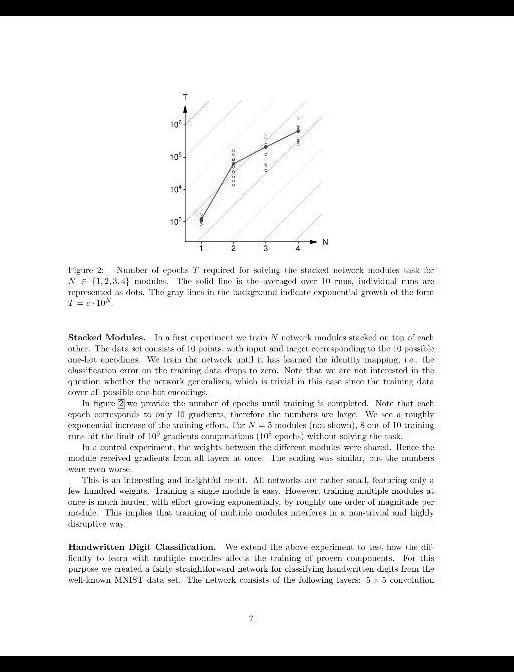 T
10⁶
10⁵
10⁴
10³
1 2 3 4 N
Figure 2: Number of epochs T required for solving the stacked network modules task for
N ∈ {1, 2, 3, 4} modules. The solid line is the averaged over 10 runs, individual runs are
represented as dots. The gray lines in the background indicate exponential growth of the form
T = c · 10ᴺ.
Stacked Modules. In a first experiment we train N network modules stacked on top of each
other. The data set consists of 10 points, with input and target corresponding to the 10 possible
one-hot encodings. We train the network until it has learned the identity mapping, i.e., the
classification error on the training data drops to zero. Note that we are not interested in the
question whether the network generalizes, which is trivial in this case since the training data
cover all possible one-hot encodings.
In figure 2 we provide the number of epochs until training is completed. Note that each
epoch corresponds to only 10 gradients, therefore the numbers are large. We see a roughly
exponential increase of the training effort. For N = 5 modules (not shown), 8 out of 10 training
runs hit the limit of gradients computations epochs) without solving the task.
In a control experiment, the weights between the different modules were shared. Hence the
module received gradients from all layers at once. The scaling was similar, but the numbers
were even worse.
This is an interesting and insightful result. All networks are rather small, featuring only a
few hundred weights. Training a single module is easy. However, training multiple modules at
once is much harder, with effort growing exponentially, by roughly one order of magnitude per
module. This implies that training of multiple modules interferes in a non-trivial and highly
disruptive way.
Handwritten Digit Classification. We extend the above experiment to test how the dif-
ficulty to learn with multiple modules affects the training of proven components. For this
purpose we created a fairly straightforward network for classifying handwritten digits from the
well-known MNIST data set. The network consists of the following layers: 5 × 5 convolution
7